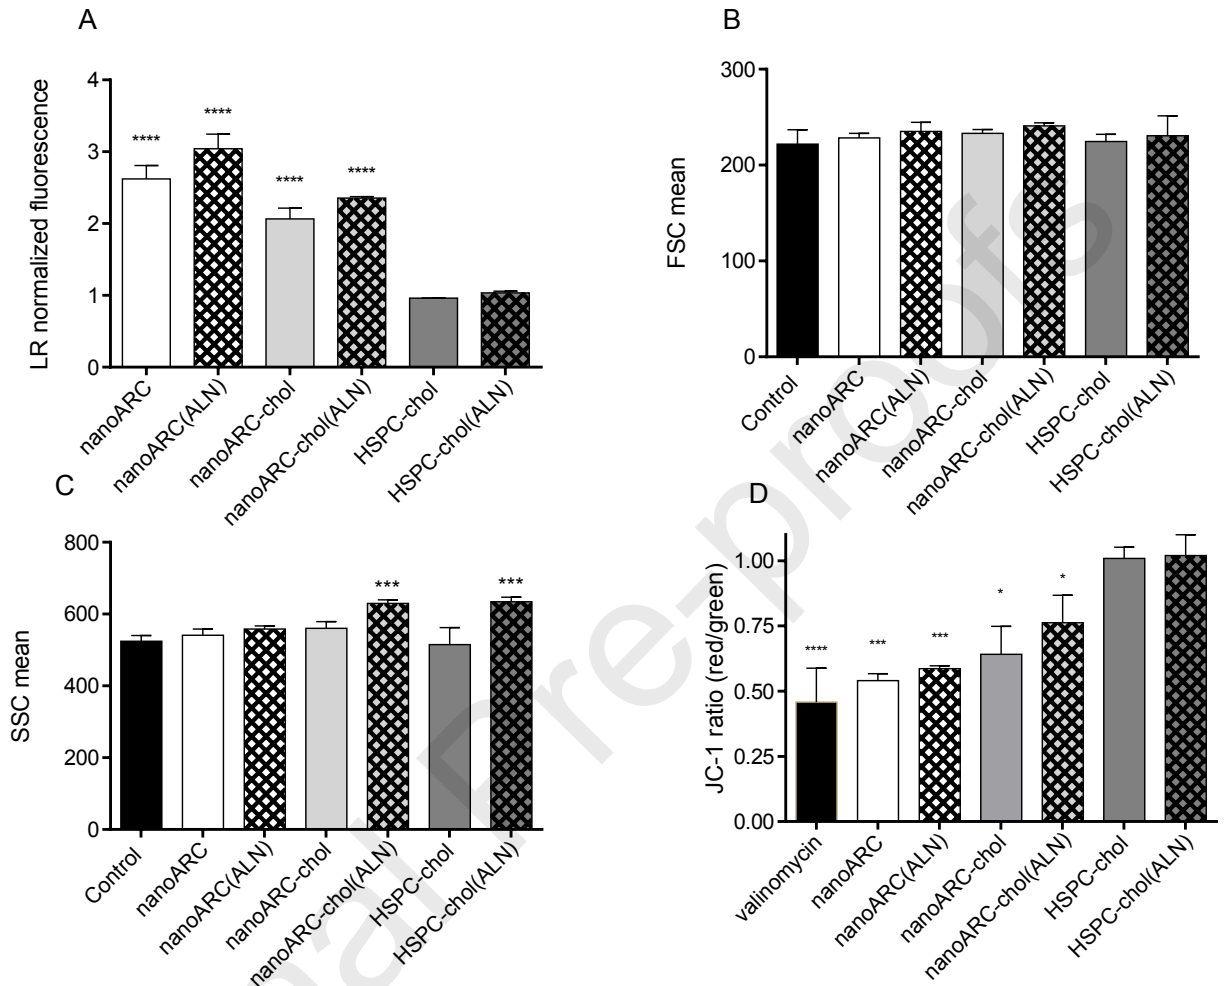 A
LR normalized fluorescence
4
3
2
1
0
****
****
****
****
nanoARC
nanoARC(ALN)
nanoARC-chol
nanoARC-chol(ALN)
HSPC-chol
HSPC-chol(ALN)
B
FSC mean
300
200
100
0
Control
nanoARC
nanoARC(ALN)
nanoARC-chol
nanoARC-chol(ALN)
HSPC-chol
HSPC-chol(ALN)
C
SSC mean
800
600
400
200
0
***
***
Control
nanoARC
nanoARC(ALN)
nanoARC-chol
nanoARC-chol(ALN)
HSPC-chol
HSPC-chol(ALN)
D
JC-1 ratio (red/green)
1.00
0.75
0.50
0.25
0.00
****
***
***
*
*
valinomycin
nanoARC
nanoARC(ALN)
nanoARC-chol
nanoARC-chol(ALN)
HSPC-chol
HSPC-chol(ALN)
nal Pre-proofs